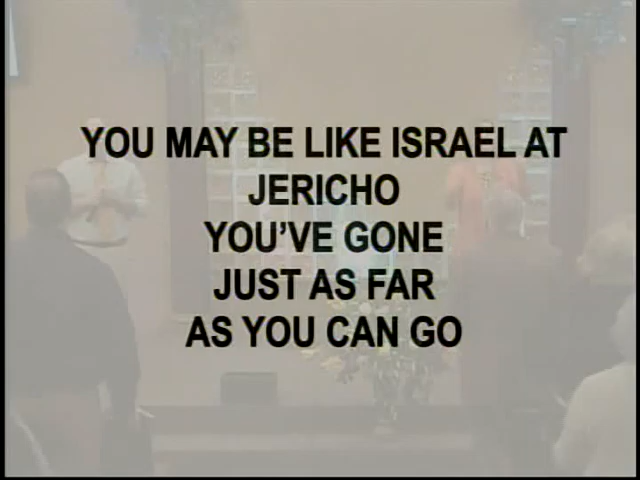 YOU MAY BE LIKE ISRAEL AT
JERICHO
YOU'VE GONE
JUST AS FAR
AS YOU CAN GO